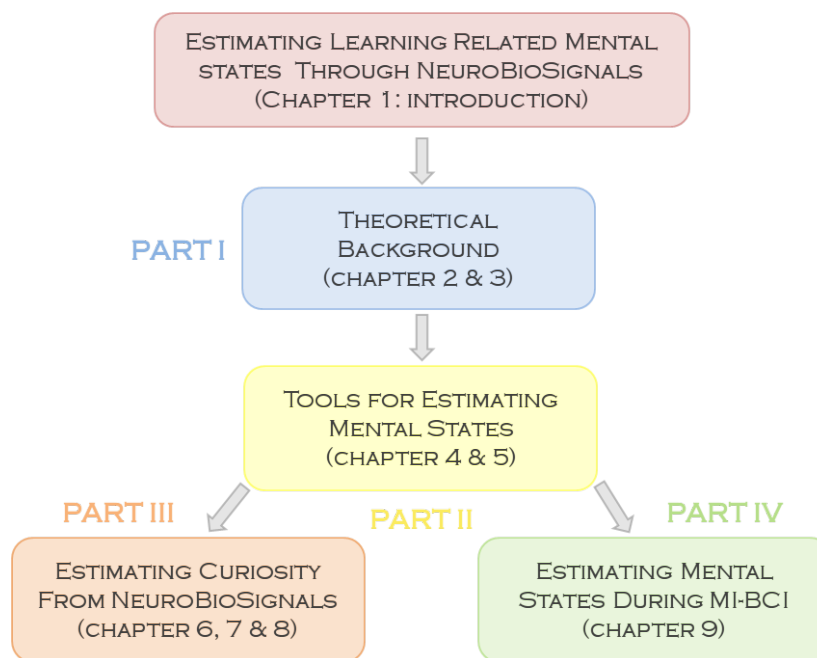 Estimating Learning Related Mental
states Through NeuroBioSignals
(Chapter 1: introduction)
PART I
Theoretical
Background
(chapter 2 & 3)
Tools for Estimating
Mental States
(chapter 4 & 5)
PART III
PART II
PART IV
Estimating Curiosity
From NeuroBioSignals
(chapter 6, 7 & 8)
Estimating Mental
States During MI-BCI
(chapter 9)